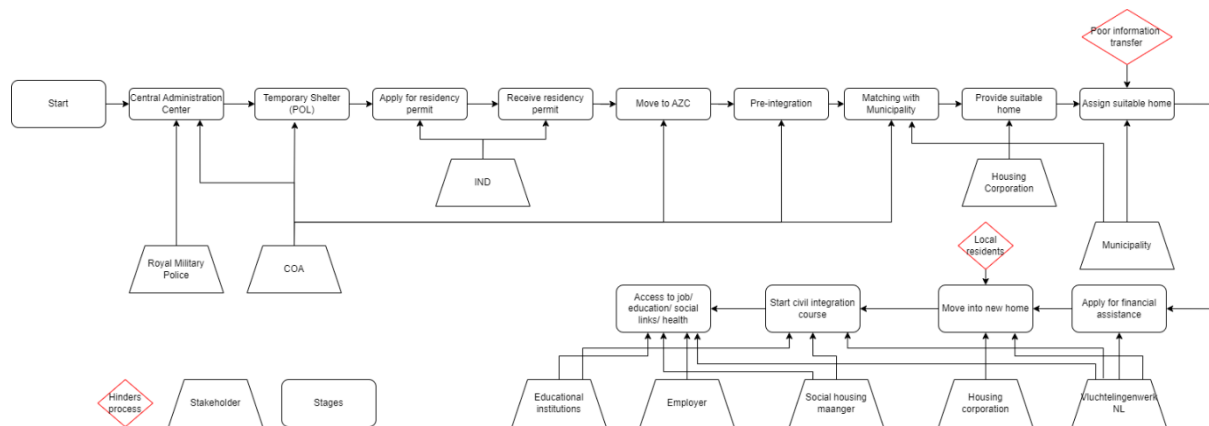 Poor information
transfer
Start
Central Administration
Center
Temporary Shelter
(POL)
Apply for residency
permit
Receive residency
permit
Move to AZC
Pre-integration
Matching with
Municipality
Provide suitable
home
Assign suitable home
IND
Housing
Corporation
Royal Military
Police
COA
Local
residents
Municipality
Access to job/
education/ social
links/ health
Start civil integration
course
Move into new home
Apply for financial
assistance
Hinders
process
Stakeholder
Stages
Educational
institutions
Employer
Social housing
maanger
Housing
corporation
Vluchtelingenwerk
NL